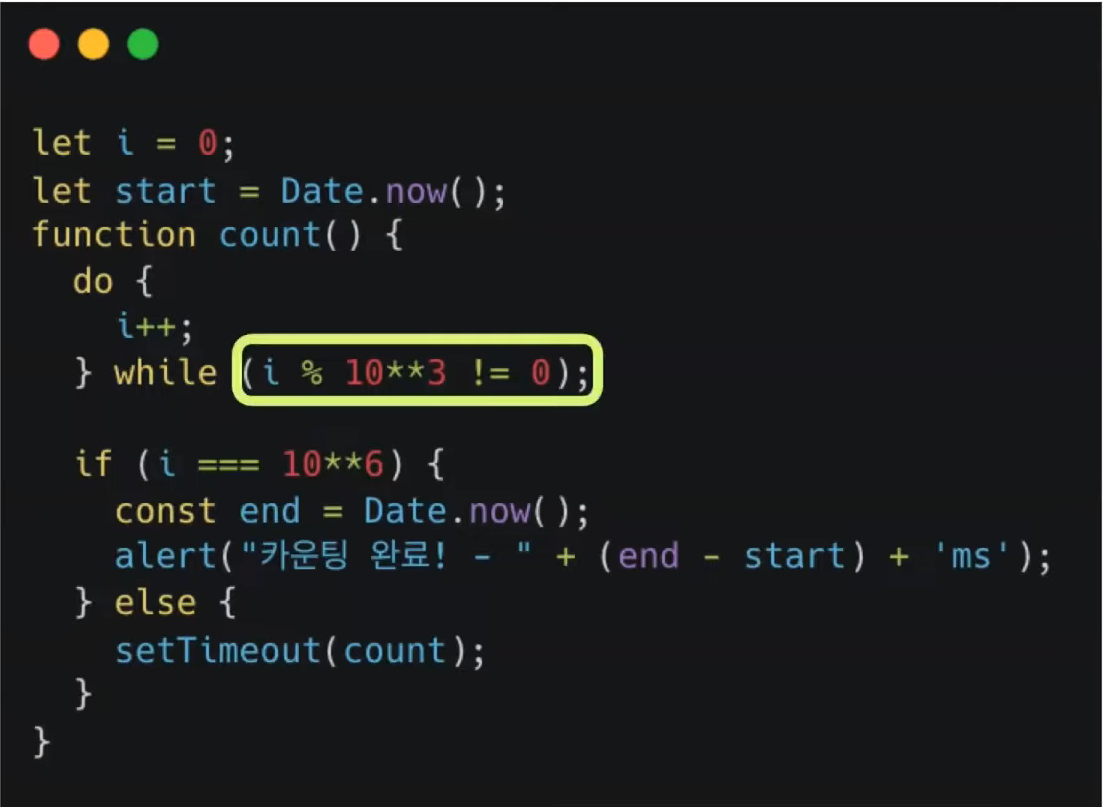 let i = 0;
let start = Date.now();
function count() {
  do {
    i++;
  } while (i % 10**3 != 0);
  if (i === 10**6) {
    const end = Date.now();
    alert("카운팅 완료! - " + (end - start) + 'ms');
  } else {
    setTimeout(count);
  }
}